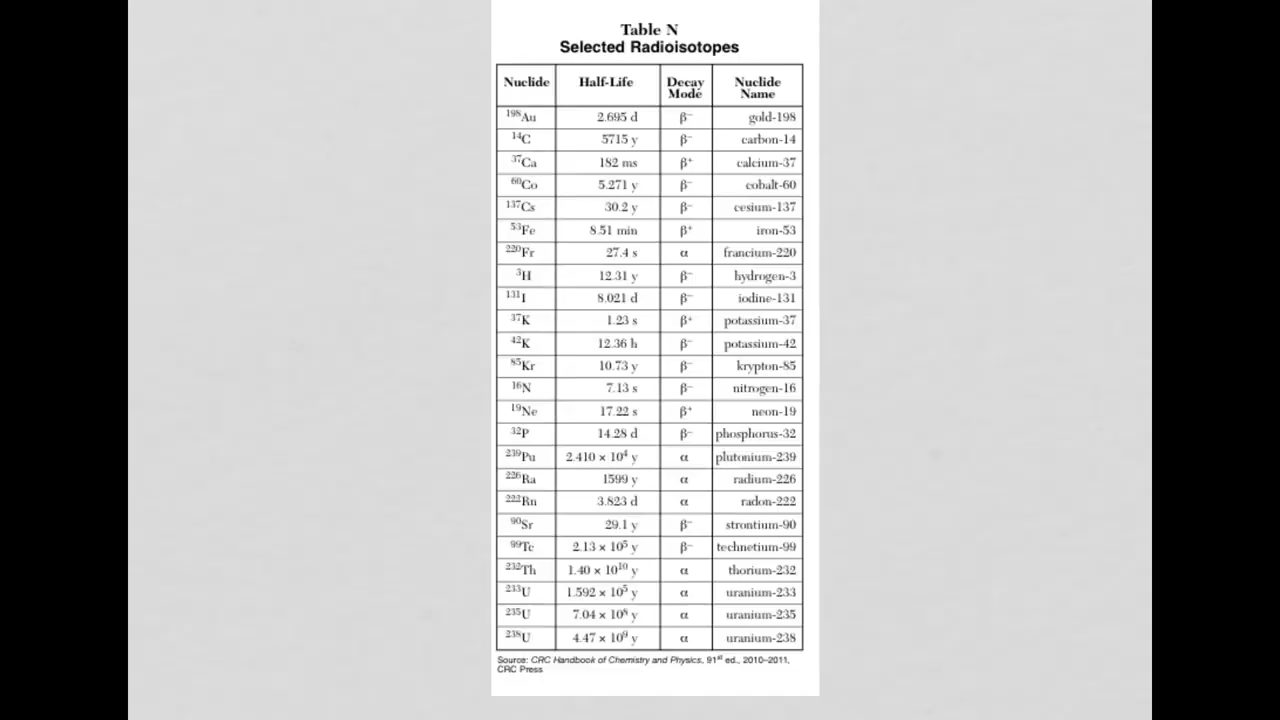 Table N
Selected Radioisotopes
Nuclide Half-Life Decay Mode Nuclide Name
¹⁹⁸Au 2.695 d β⁻ gold-198
¹⁴C 5715 y β⁻ carbon-14
³⁷Ca 182 ms β⁺ calcium-37
⁶⁰Co 5.271 y β⁻ cobalt-60
¹³⁷Cs 30.2 y β⁻ cesium-137
⁵³Fe 8.51 min β⁺ iron-53
²²⁰Fr 27.4 s α francium-220
³H 12.31 y β⁻ hydrogen-3
¹³¹I 8.021 d β⁻ iodine-131
³⁷K 1.23 s β⁺ potassium-37
⁴²K 12.36 h β⁻ potassium-42
⁸⁵Kr 10.73 y β⁻ krypton-85
¹⁶N 7.13 s β⁻ nitrogen-16
¹⁹Ne 17.22 s β⁺ neon-19
³²P 14.28 d β⁻ phosphorus-32
²³⁹Pu 2.410 × 10⁴ y α plutonium-239
²²⁶Ra 1599 y α radium-226
²²²Rn 3.823 d α radon-222
⁹⁰Sr 29.1 y β⁻ strontium-90
⁹⁹Tc 2.13 × 10⁵ y β⁻ technetium-99
²³²Th 1.40 × 10¹⁰ y α thorium-232
²³³U 1.592 × 10⁵ y α uranium-233
²³⁵U 7.04 × 10⁸ y α uranium-235
²³⁸U 4.47 × 10⁹ y α uranium-238
Source: CRC Handbook of Chemistry and Physics, 91ˢᵗ ed., 2010–2011,
CRC Press